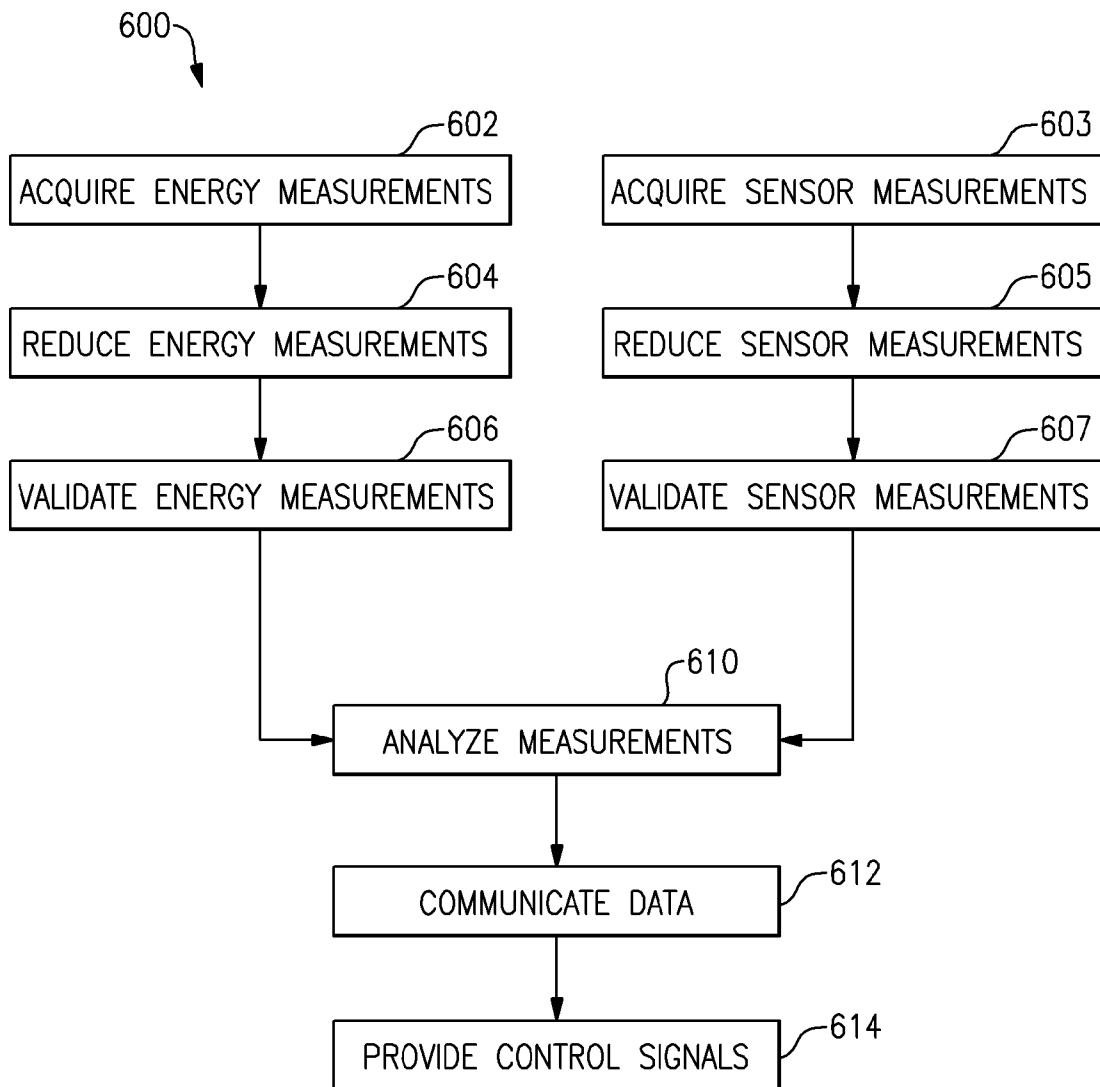 600
602
603
ACQUIRE ENERGY MEASUREMENTS
ACQUIRE SENSOR MEASUREMENTS
604
605
REDUCE ENERGY MEASUREMENTS
REDUCE SENSOR MEASUREMENTS
606
607
VALIDATE ENERGY MEASUREMENTS
VALIDATE SENSOR MEASUREMENTS
610
ANALYZE MEASUREMENTS
612
COMMUNICATE DATA
614
PROVIDE CONTROL SIGNALS